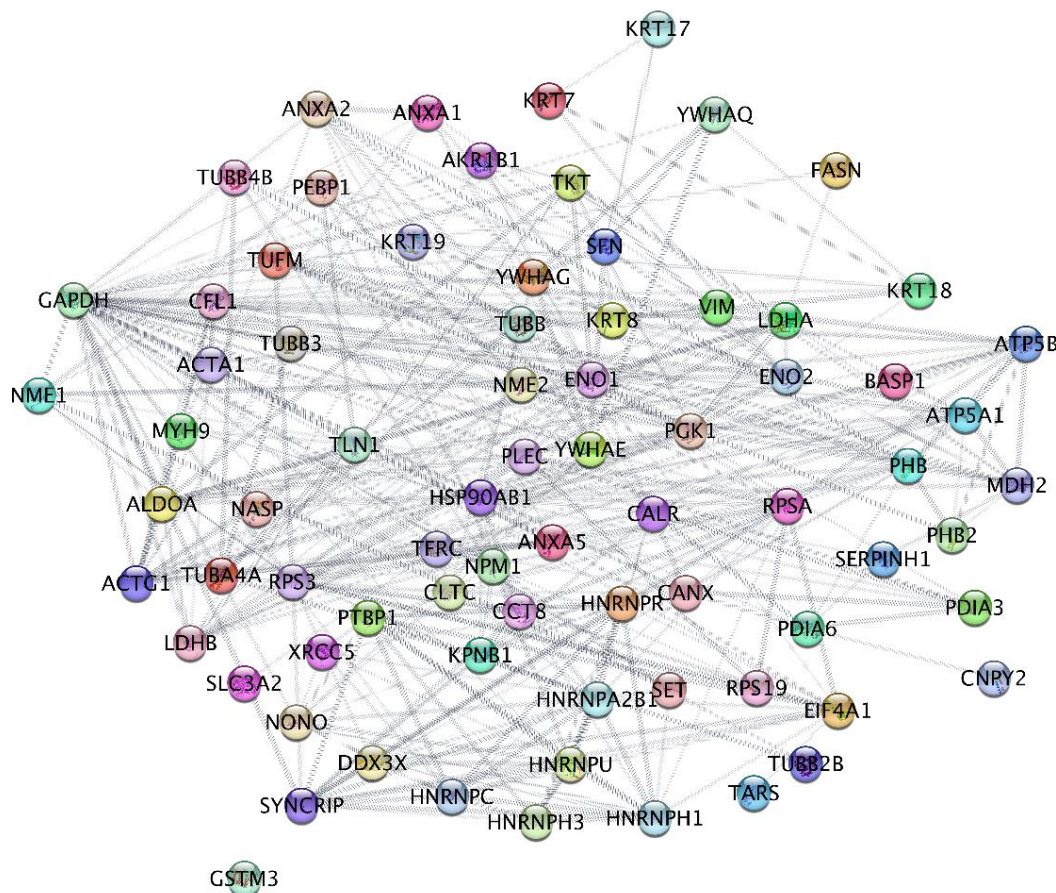 KRT17
KRT7
ANXA2
ANXA1
YWHAQ
AKR1B1
FASN
TUBB4B
PEBP1
TKT
KRT19
SFN
TUFM
YWHAG
KRT18
GAPDH
CFL1
VIM
TUBB
KRT8
LDHA
TUBB3
ATP5B
ACTA1
NME2
ENO1
ENO2
BASP1
NME1
ATP5A1
MYH9
TLN1
PGK1
PLEC
YWHAE
PHB
MDH2
ALDOA
NASP
HSP90AB1
CALR
RPSA
PHB2
TFRC
ANXA5
SERPINH1
ACTG1
TUBA4A
RPS3
NPM1
CLTC
CANX
PDIA3
HNRNPR
CCT8
PTBP1
PDIA6
LDHB
XRCC5
KPNB1
SLC3A2
CNPY2
SET
RPS19
HNRNPA2B1
EIF4A1
NONO
DDX3X
HNRNPU
TUBB2B
TARS
HNRNPC
SYNCRIP
HNRNPH3
HNRNPH1
GSTM3